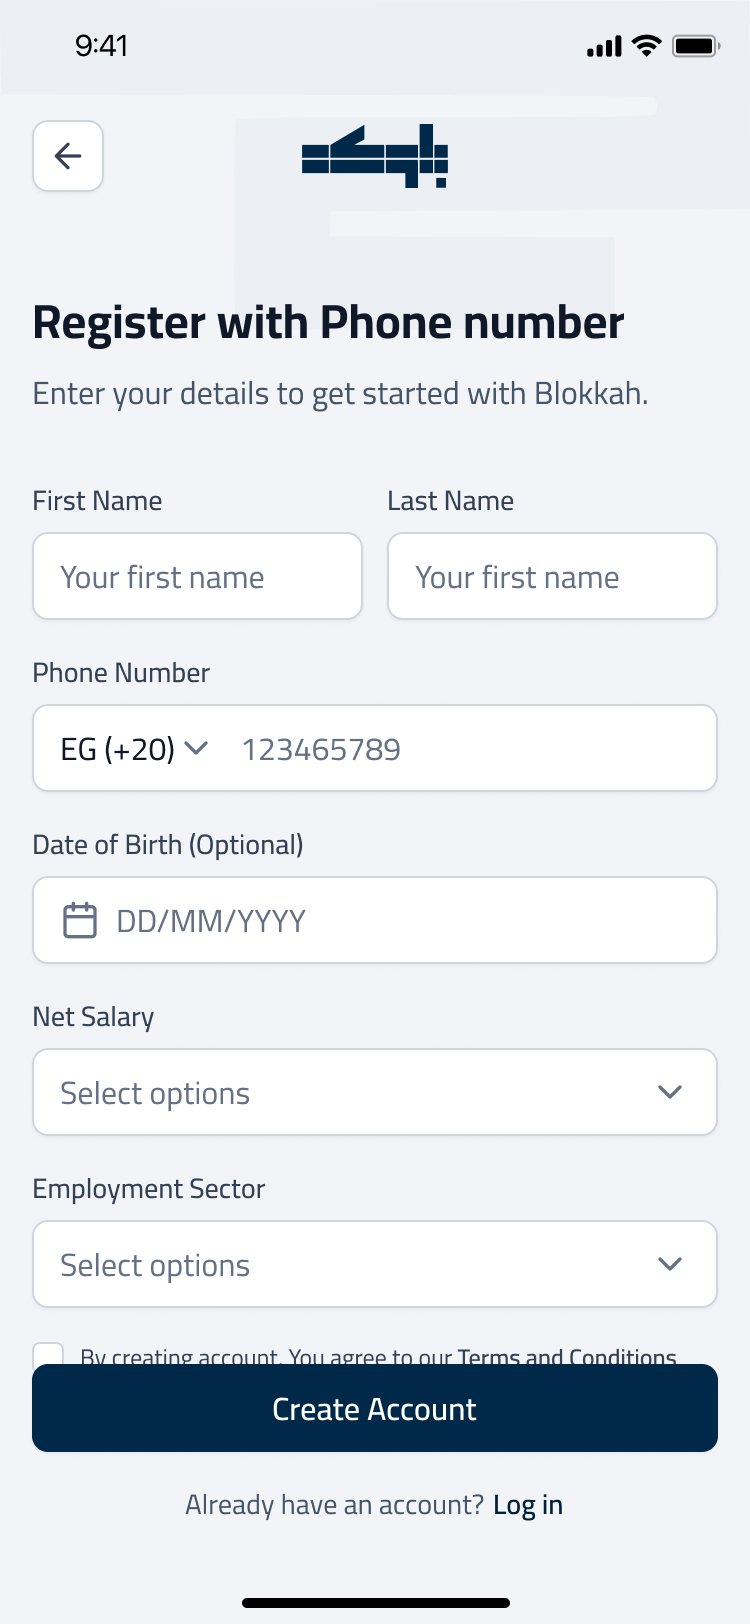 9:41
بلوكه
Register with Phone number
Enter your details to get started with Blokkah.
First Name
Last Name
Your first name
Your first name
Phone Number
EG (+20)
123465789
Date of Birth (Optional)
DD/MM/YYYY
Net Salary
Select options
Employment Sector
Select options
By creating account, You agree to our Terms and Conditions
Create Account
Already have an account? Log in